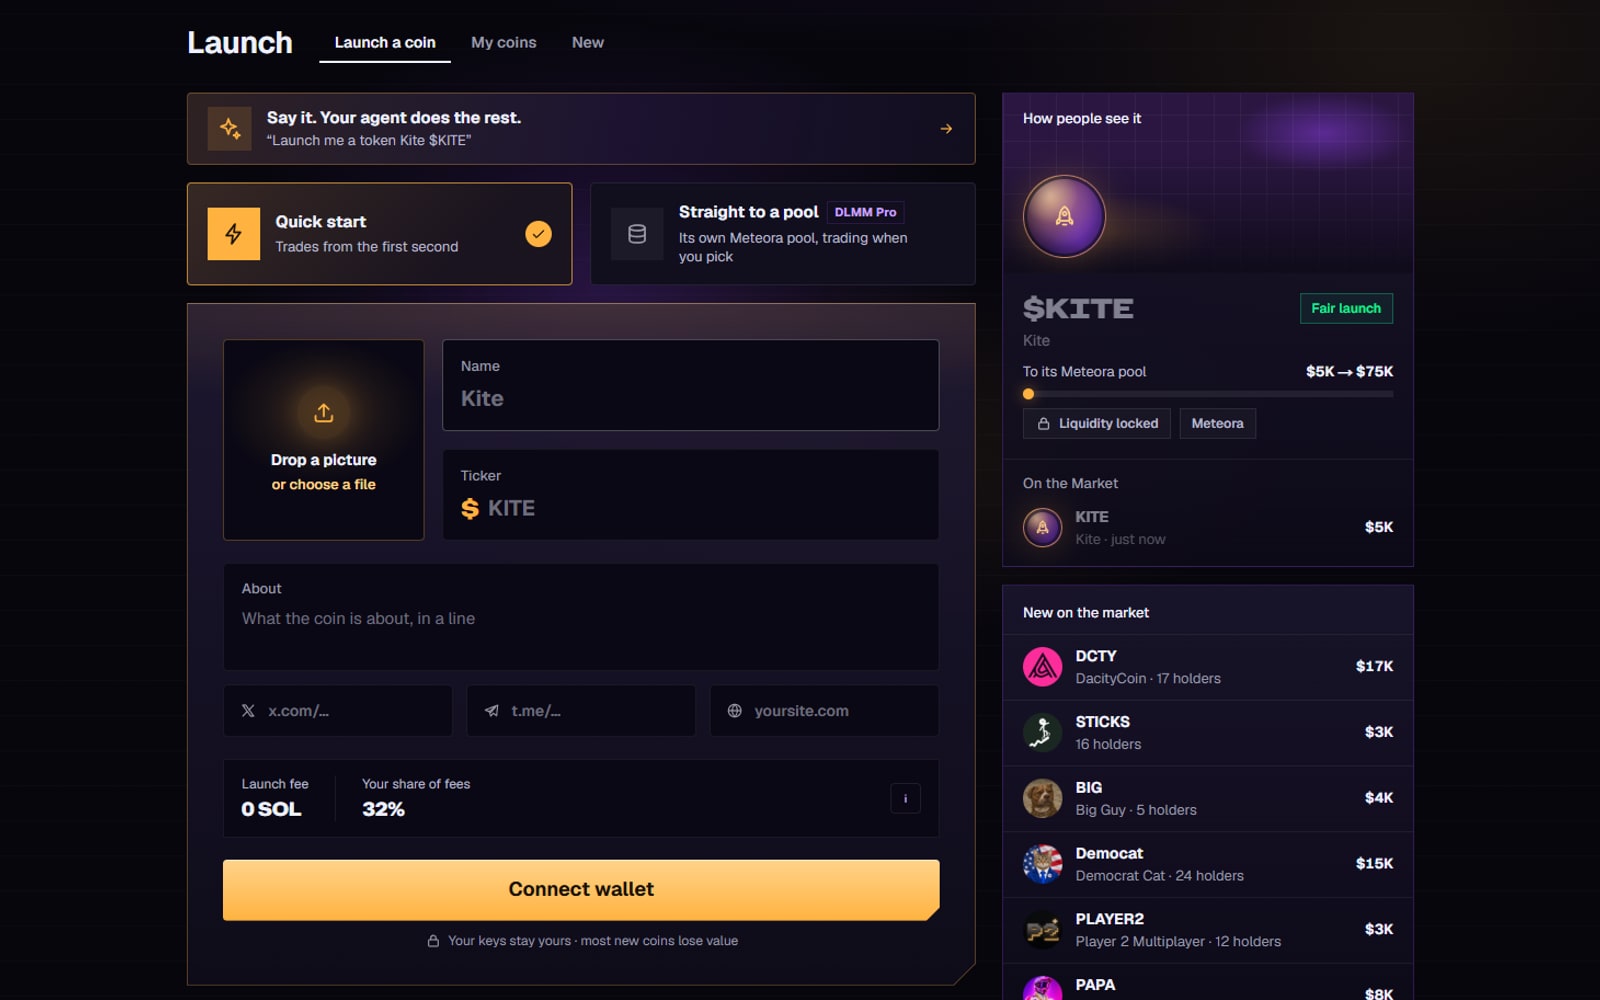 Launch
Launch a coin
My coins
New
Say it. Your agent does the rest.
“Launch me a token Kite $KITE”
Quick start
Trades from the first second
Straight to a pool
DLMM Pro
Its own Meteora pool, trading when
you pick
Drop a picture
or choose a file
Name
Kite
Ticker
$ KITE
About
What the coin is about, in a line
x.com/...
t.me/...
yoursite.com
Launch fee
0 SOL
Your share of fees
32%
i
Connect wallet
Your keys stay yours · most new coins lose value
How people see it
$KITE
Fair launch
Kite
To its Meteora pool
$5K → $75K
Liquidity locked
Meteora
On the Market
KITE
Kite · just now
$5K
New on the market
DCTY
DacityCoin · 17 holders
$17K
STICKS
16 holders
$3K
BIG
Big Guy · 5 holders
$4K
Democat
Democrat Cat · 24 holders
$15K
P2
PLAYER2
Player 2 Multiplayer · 12 holders
$3K
PAPA
$8K